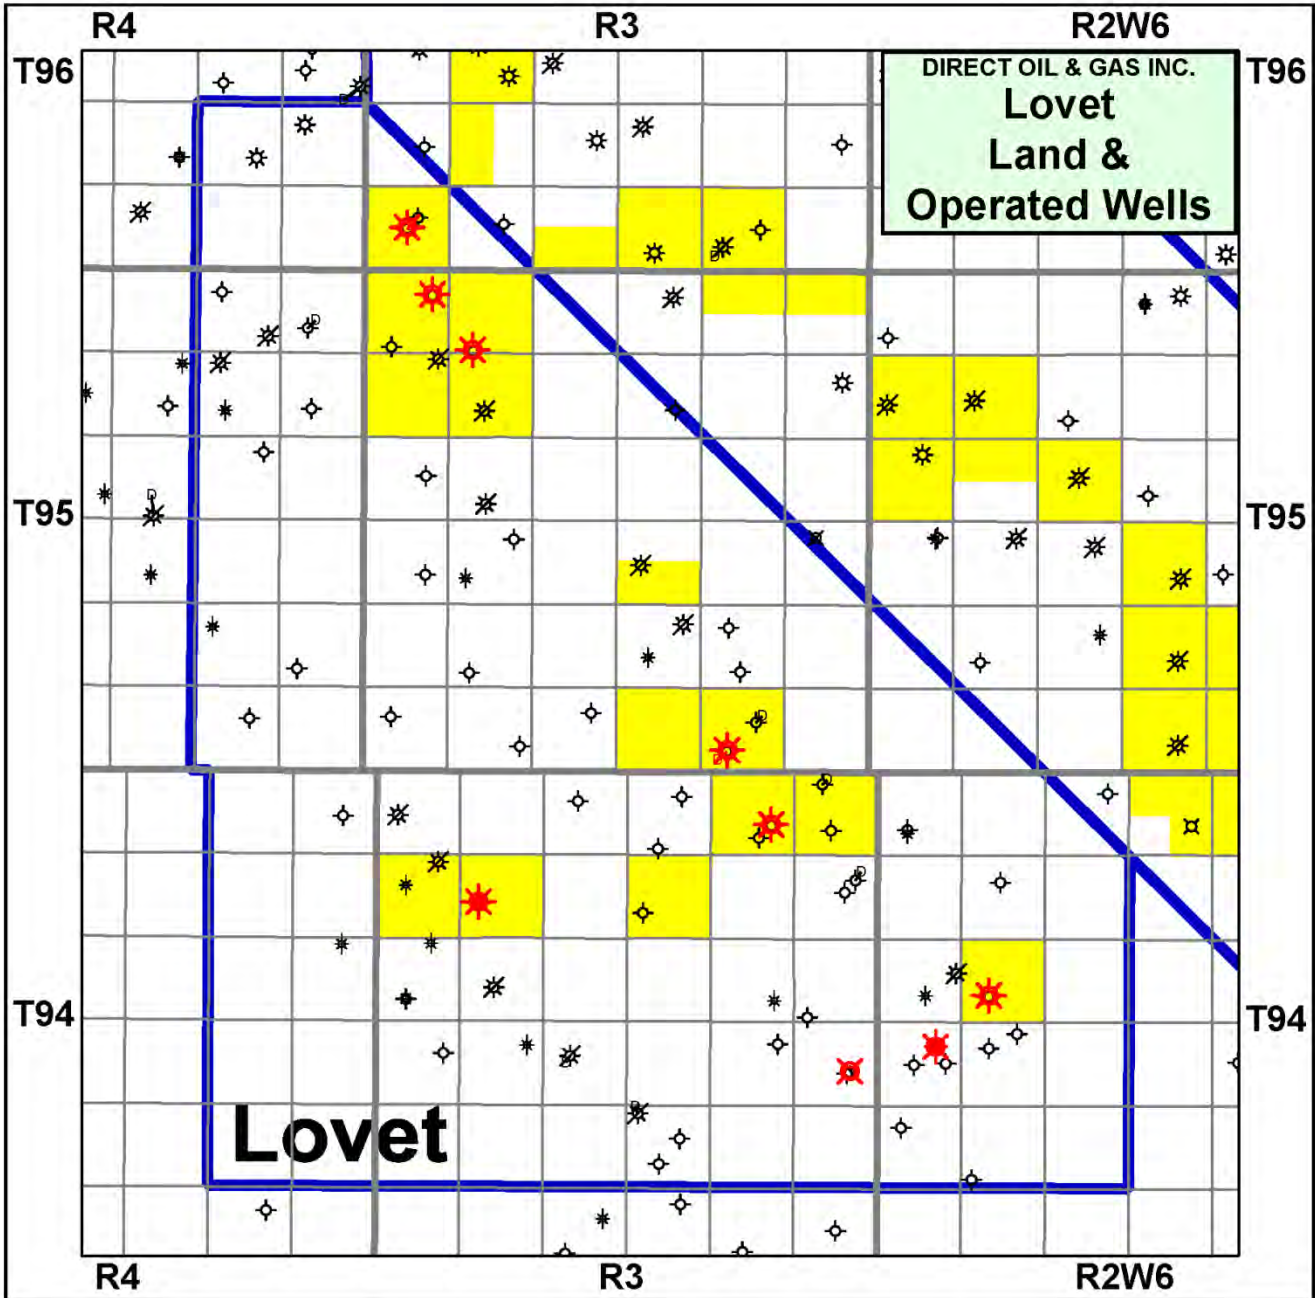 R4 R3 R2W6
T96 T96
DIRECT OIL & GAS INC.
Lovet
Land &
Operated Wells
T95 T95
T94 T94
Lovet
R4 R3 R2W6